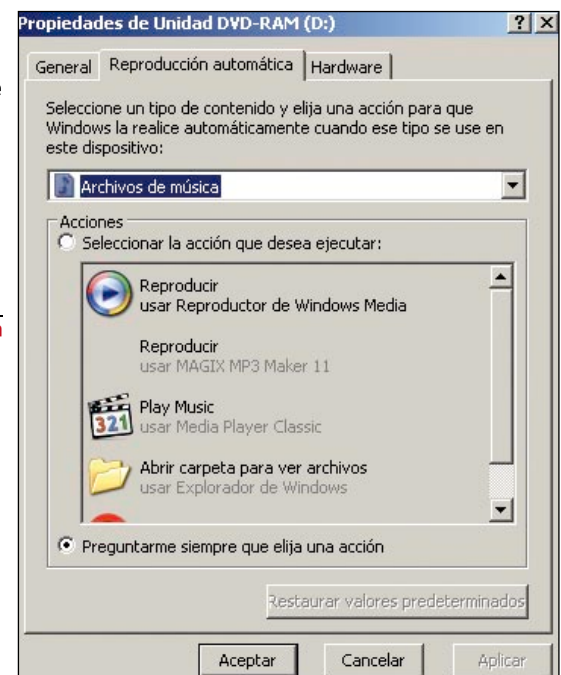 Propiedades de Unidad DVD-RAM (D:)
General Reproducción automática Hardware
Seleccione un tipo de contenido y elija una acción para que
Windows la realice automáticamente cuando ese tipo se use en
este dispositivo:
Archivos de música
Acciones
Seleccionar la acción que desea ejecutar:
Reproducir
usar Reproductor de Windows Media
Reproducir
usar MAGIX MP3 Maker 11
Play Music
321
usar Media Player Classic
Abrir carpeta para ver archivos
usar Explorador de Windows
Preguntarme siempre que elija una acción
Restaurar valores predeterminados
Aceptar Cancelar Aplicar